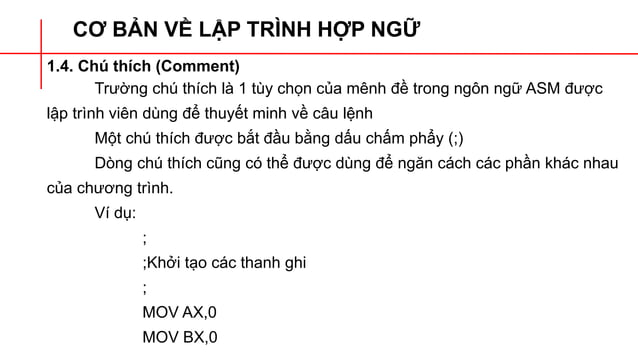 CƠ BẢN VỀ LẬP TRÌNH HỢP NGỮ
1.4. Chú thích (Comment)
Trường chú thích là 1 tùy chọn của mênh đề trong ngôn ngữ ASM được
lập trình viên dùng để thuyết minh về câu lệnh
Một chú thích được bắt đầu bằng dấu chấm phẩy (;)
Dòng chú thích cũng có thể được dùng để ngăn cách các phần khác nhau
của chương trình.
Ví dụ:
;
;Khởi tạo các thanh ghi
;
MOV AX,0
MOV BX,0